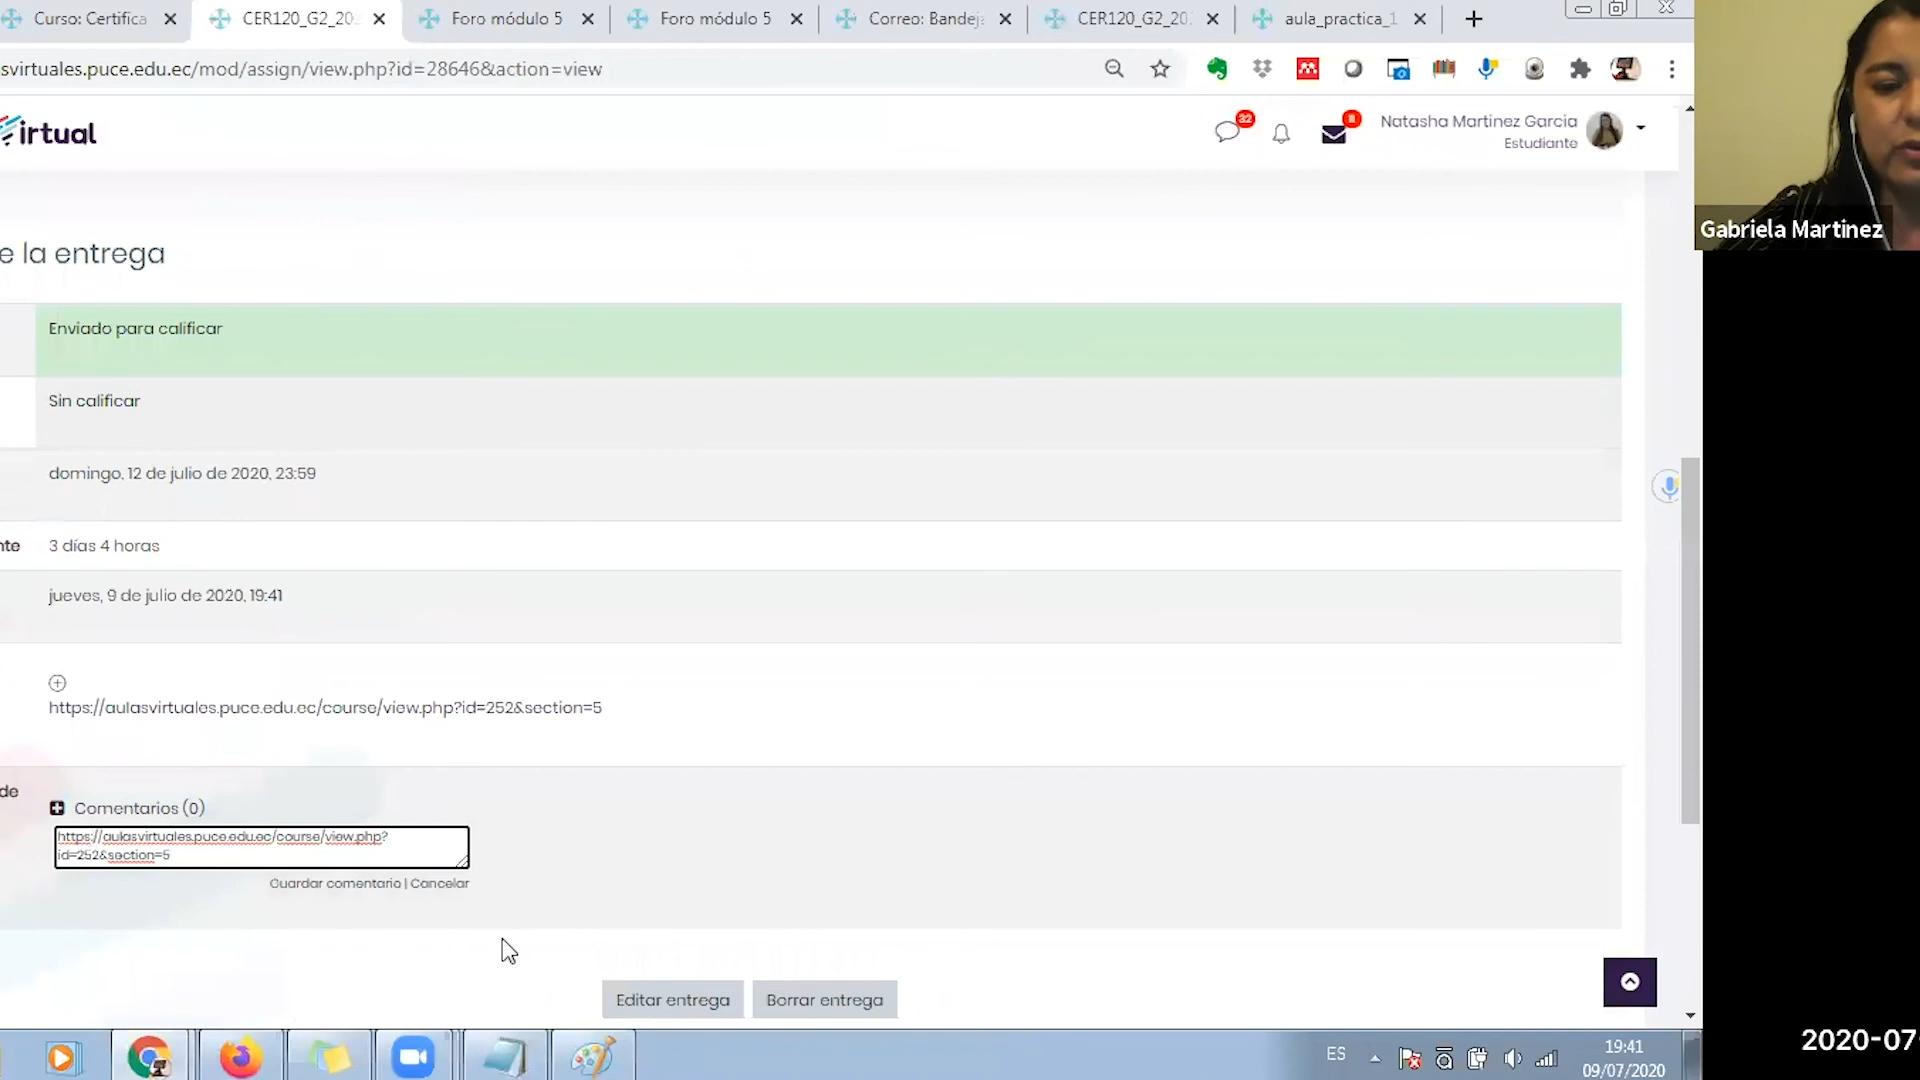 Curso: Certifica
CER120_G2_20
Foro módulo 5
Foro módulo 5
Correo: Bandej
CER120_G2_20
aula_practica_1
svirtuales.puce.edu.ec/mod/assign/view.php?id=28646&action=view
irtual
32
Natasha Martinez Garcia
Estudiante
Gabriela Martinez
e la entrega
Enviado para calificar
Sin calificar
domingo, 12 de julio de 2020, 23:59
nte
3 días 4 horas
jueves, 9 de julio de 2020, 19:41
https://aulasvirtuales.puce.edu.ec/course/view.php?id=252&section=5
de
Comentarios (0)
https://aulasvirtuales.puce.edu.ec/course/view.php?
id=252&section=5
Guardar comentario | Cancelar
Editar entrega
Borrar entrega
ES
19:41
09/07/2020
2020-07